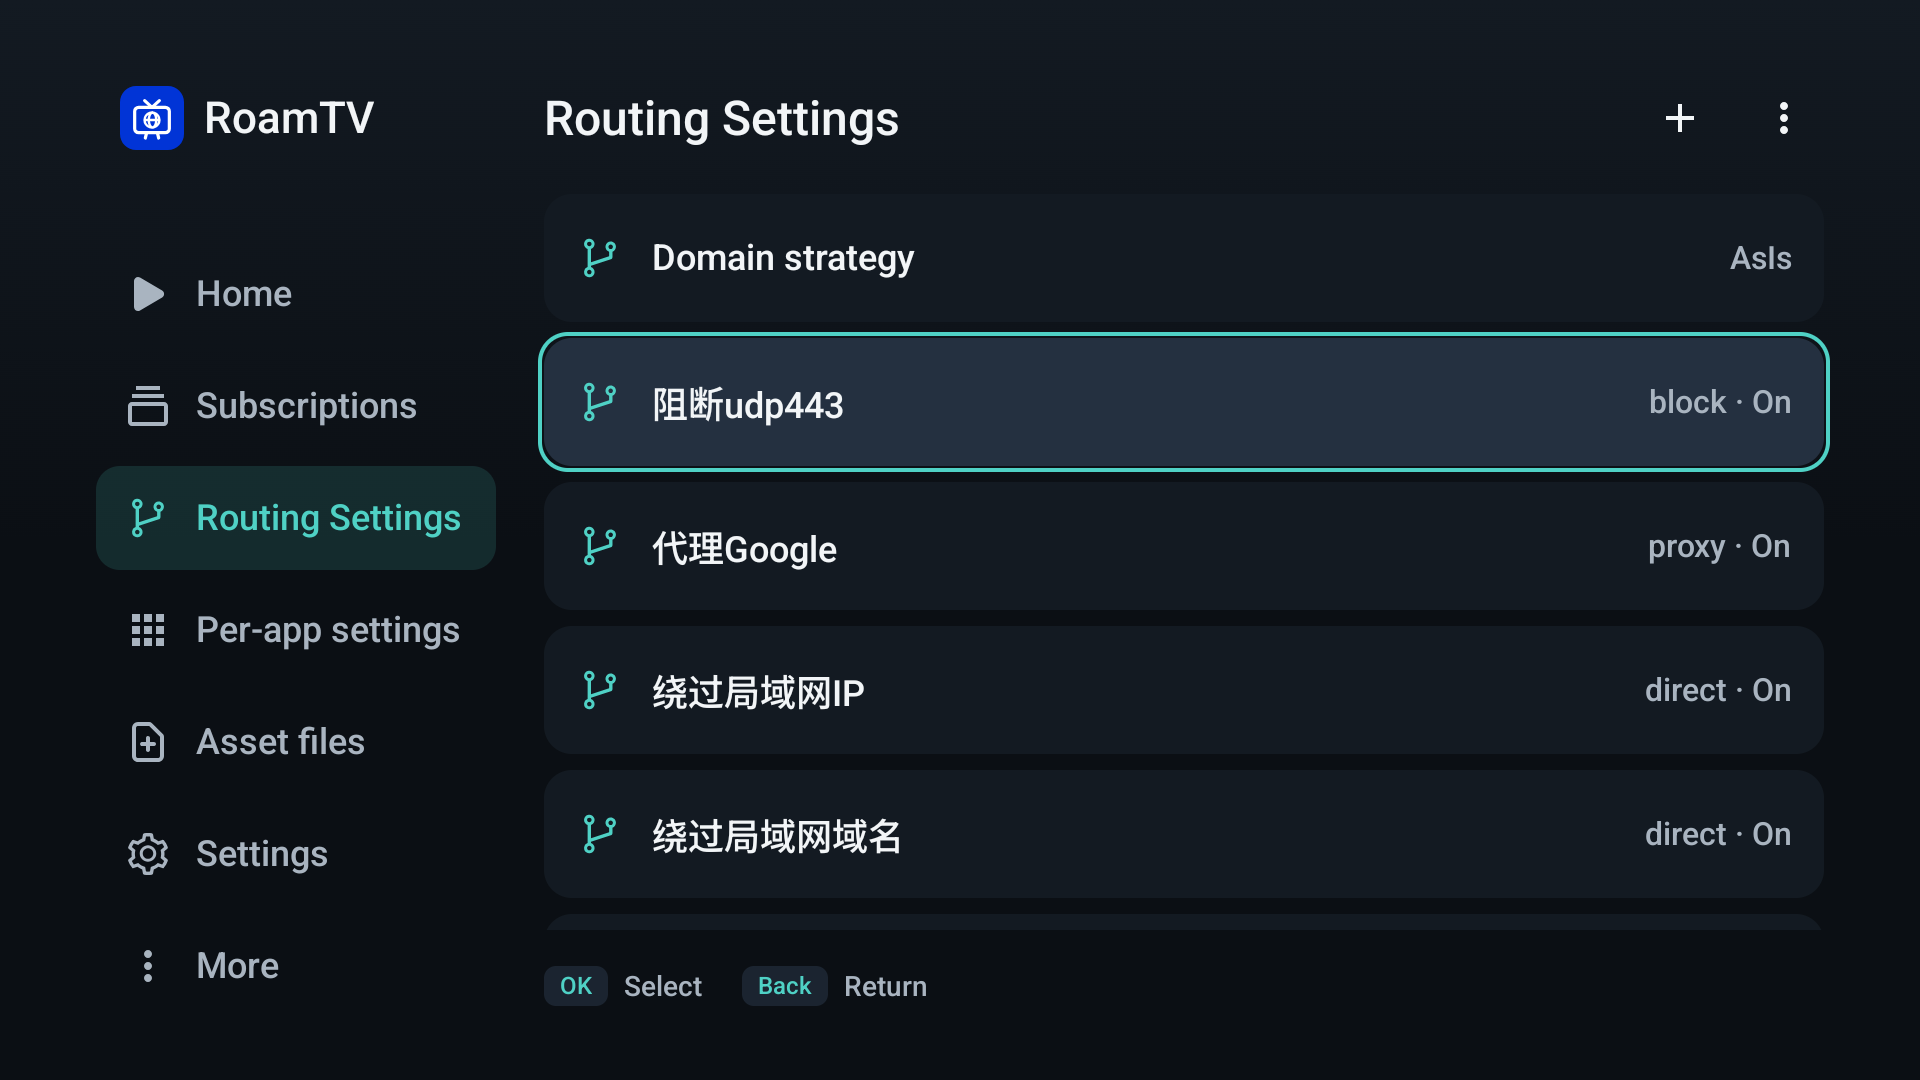 RoamTV
Routing Settings
Home
Subscriptions
Routing Settings
Per-app settings
Asset files
Settings
More
Domain strategy
AsIs
阻断udp443
block · On
代理Google
proxy · On
绕过局域网IP
direct · On
绕过局域网域名
direct · On
OK Select Back Return